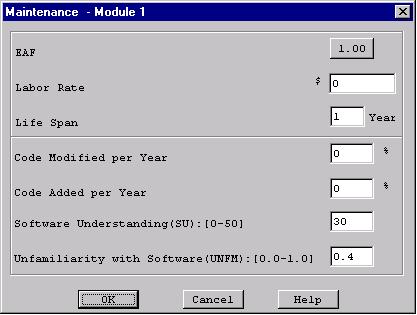 Maintenance - Module 1
EAF 1.00
Labor Rate $ 0
Life Span 1 Year
Code Modified per Year 0 %
Code Added per Year 0 %
Software Understanding(SU):[0-50] 30
Unfamiliarity with Software(UNFM):[0.0-1.0] 0.4
OK Cancel Help